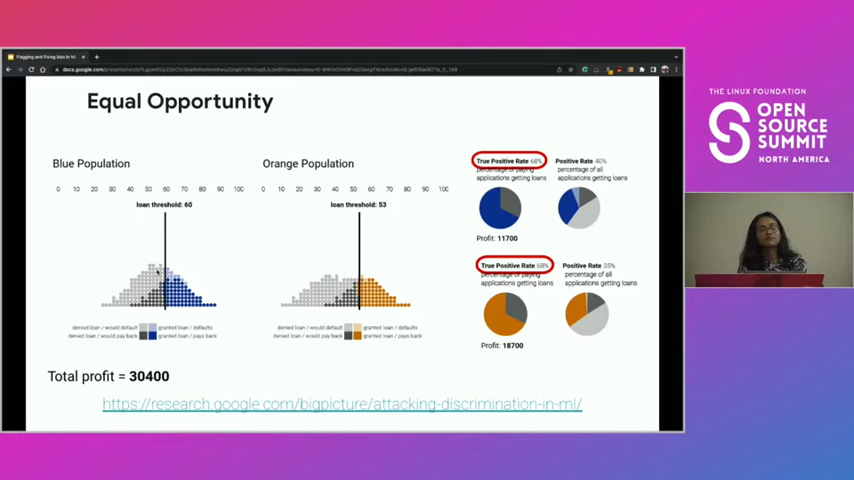 Flagging and Fixing bias in M
Equal Opportunity
Blue Population
Orange Population
0 10 20 30 40 50 60 70 80 90 100
0 10 20 30 40 50 60 70 80 90 100
loan threshold: 60
loan threshold: 53
denied loan / would default
granted loan / defaults
denied loan / would pay back
granted loan / pays back
denied loan / would default
granted loan / defaults
denied loan / would pay back
granted loan / pays back
True Positive Rate 68%
percentage of paying
applications getting loans
Positive Rate 40%
percentage of all
applications getting loans
Profit: 11700
True Positive Rate 68%
percentage of paying
applications getting loans
Positive Rate 35%
percentage of all
applications getting loans
Profit: 18700
Total profit = 30400
https://research.google.com/bigpicture/attacking-discrimination-in-ml/
THE LINUX FOUNDATION
OPEN
SOURCE
SUMMIT
NORTH AMERICA